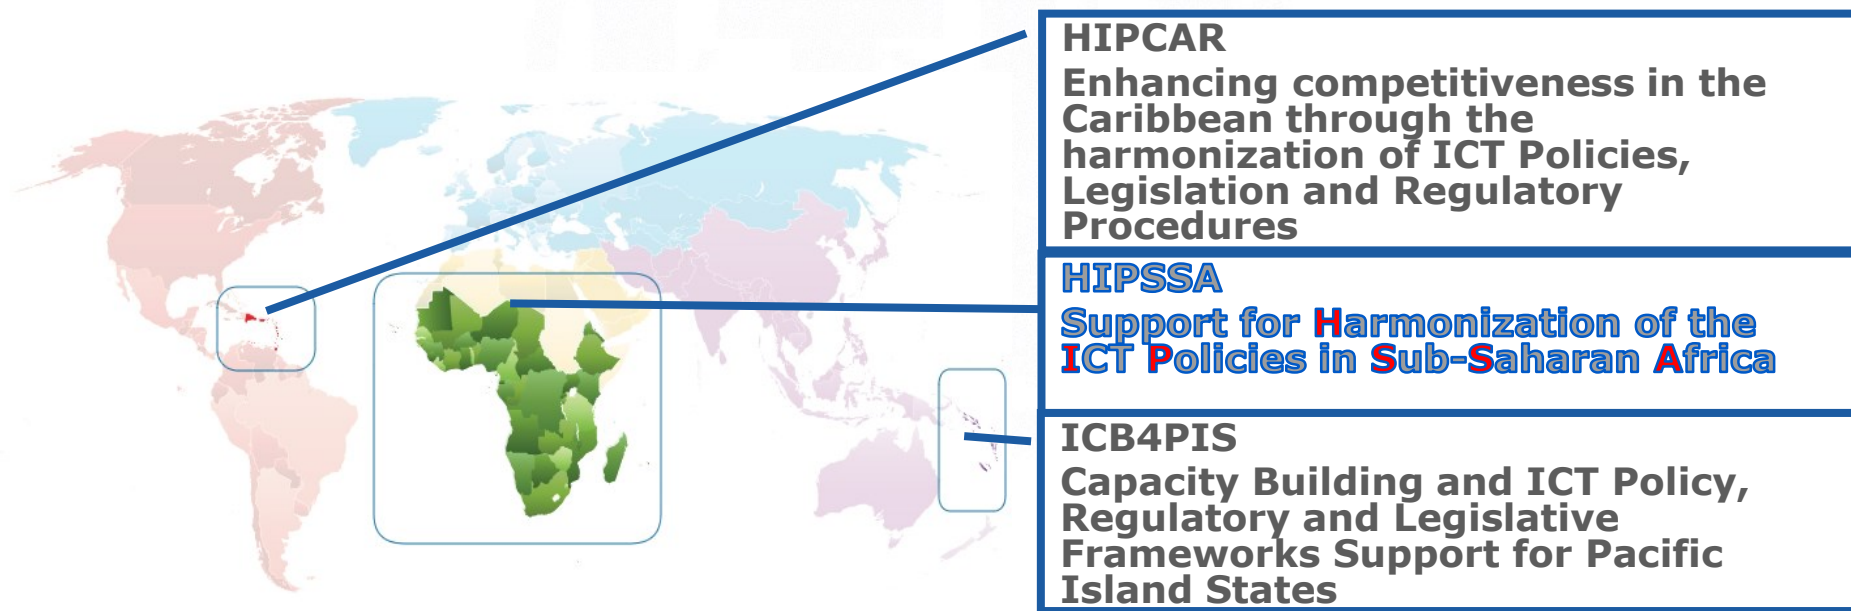 HIPCAR
Enhancing competitiveness in the
Caribbean through the
harmonization of ICT Policies,
Legislation and Regulatory
Procedures
HIPSSA
Support for Harmonization of the
ICT Policies in Sub-Saharan Africa
ICB4PIS
Capacity Building and ICT Policy,
Regulatory and Legislative
Frameworks Support for Pacific
Island States